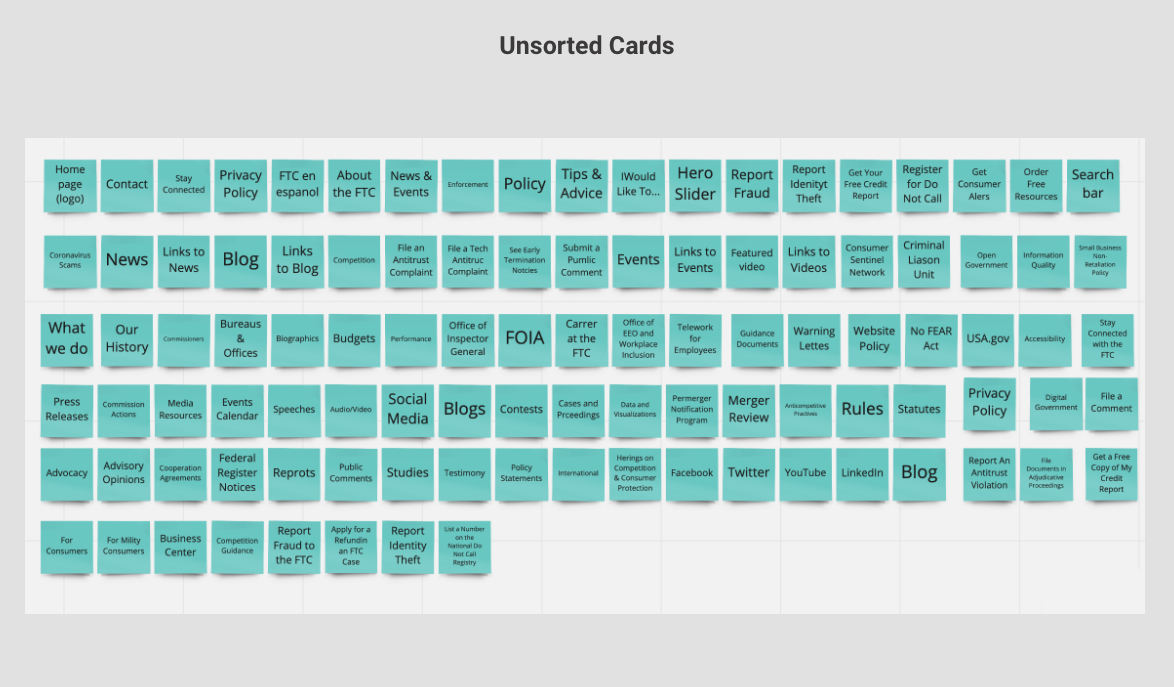 Unsorted Cards
Home
page
(logo)
Contact
Stay
Connected
Privacy
Policy
FTC en
espanol
About
the FTC
News &
Events
Enforcement
Policy
Tips &
Advice
IWould
Like To...
Hero
Slider
Report
Fraud
Report
Idenityt
Theft
Get Your
Free Credit
Report
Register
for Do
Not Call
Get
Consumer
Alers
Order
Free
Resources
Search
bar
Coronavirus
Scams
News
Links to
News
Blog
Links
to Blog
Competition
File an
Antitrust
Complaint
File a Tech
Antitruc
Complaint
See Early
Termination
Notcies
Submit a
Pumlic
Comment
Events
Links to
Events
Featured
video
Links to
Videos
Consumer
Sentinel
Network
Criminal
Liason
Unit
Open
Government
Information
Quality
Small Business
Non-
Retaliation
Policy
What
we do
Our
History
Commissioners
Bureaus
&
Offices
Biographics
Budgets
Performance
Office of
Inspector
General
FOIA
Carrer
at the
FTC
Office of
EEO and
Workplace
Inclusion
Telework
for
Employees
Guidance
Documents
Warning
Lettes
Website
Policy
No FEAR
Act
USA.gov
Accessibility
Stay
Connected
with the
FTC
Press
Releases
Commission
Actions
Media
Resources
Events
Calendar
Speeches
Audio/Video
Social
Media
Blogs
Contests
Cases and
Prceedings
Data and
Visualizations
Permerger
Notification
Program
Merger
Review
Anticompetitive
Practives
Rules
Statutes
Privacy
Policy
Digital
Government
File a
Comment
Advocacy
Advisory
Opinions
Cooperation
Agreements
Federal
Register
Notices
Reprots
Public
Comments
Studies
Testimony
Policy
Statements
International
Herings on
Competition
& Consumer
Protection
Facebook
Twitter
YouTube
LinkedIn
Blog
Report An
Antitrust
Violation
File
Documents in
Adjudicative
Proceedings
Get a Free
Copy of My
Credit
Report
For
Consumers
For Mility
Consumers
Business
Center
Competition
Guidance
Report
Fraud to
the FTC
Apply for a
Refundin
an FTC
Case
Report
Identity
Theft
List a Number
on the
National Do
Not Call
Registry